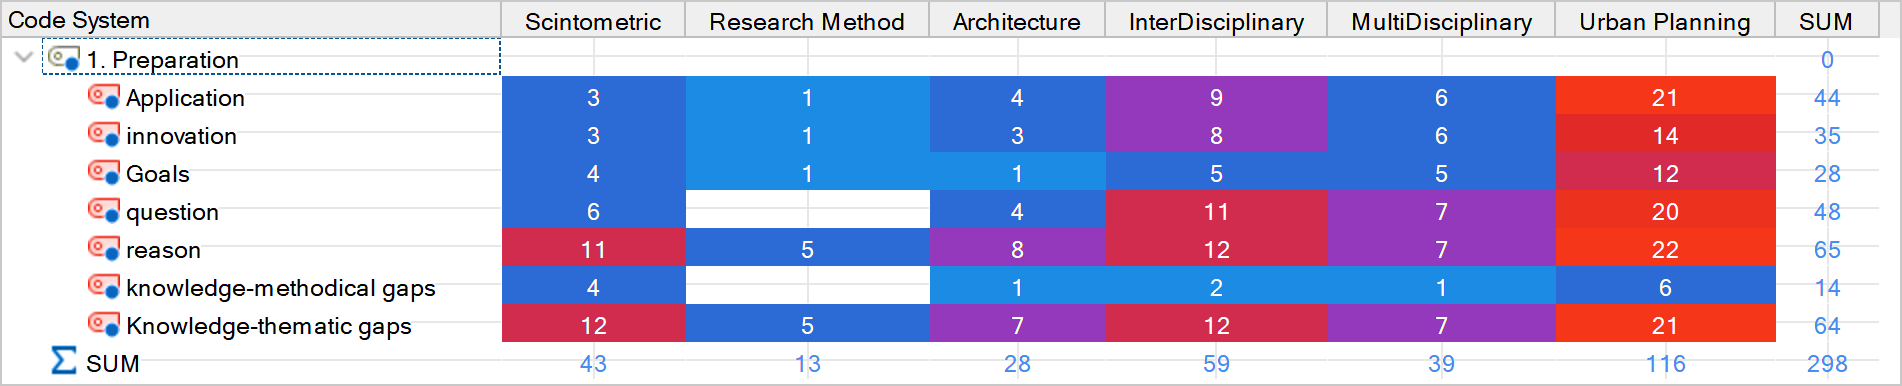 Code System Scintometric Research Method Architecture InterDisciplinary MultiDisciplinary Urban Planning SUM
1. Preparation 0
Application 3 1 4 9 6 21 44
innovation 3 1 3 8 6 14 35
Goals 4 1 1 5 5 12 28
question 6 4 11 7 20 48
reason 11 5 8 12 7 22 65
knowledge-methodical gaps 4 1 2 1 6 14
Knowledge-thematic gaps 12 5 7 12 7 21 64
Σ SUM 43 13 28 59 39 116 298